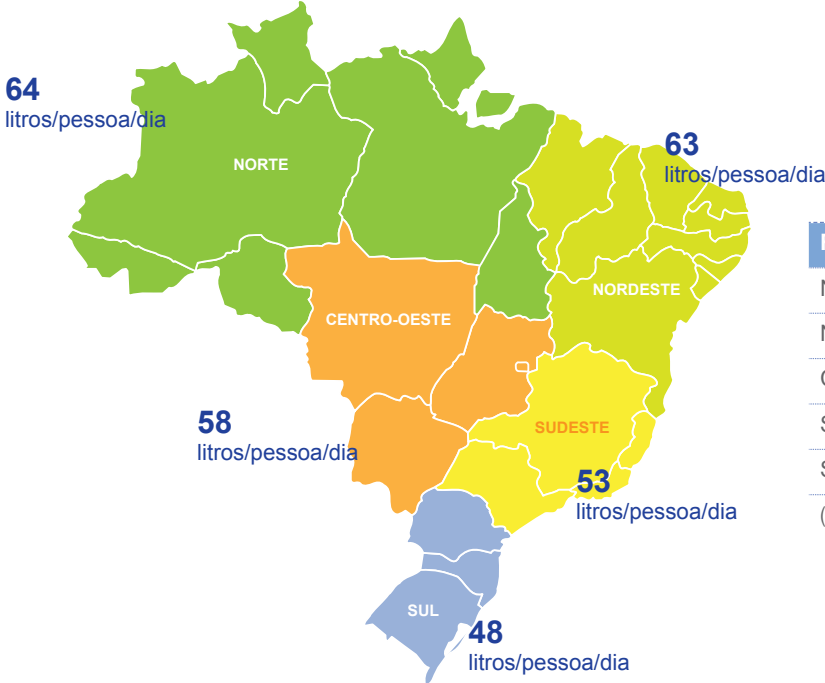 64
litros/pessoa/dia
NORTE
63
litros/pessoa/dia
NORDESTE
CENTRO-OESTE
58
litros/pessoa/dia
SUDESTE
53
litros/pessoa/dia
SUL
48
litros/pessoa/dia